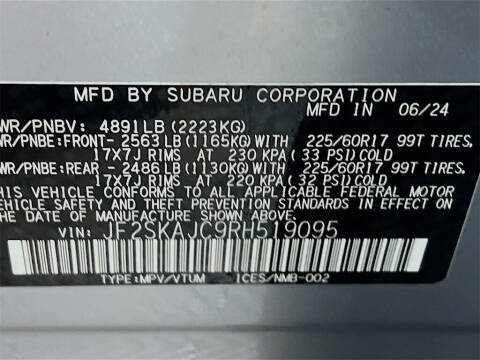 MFD BY SUBARU CORPORATION
MFD IN 06/24
WR/PNBV: 4891LB (2223KG)
WR/PNBE:FRONT- 2563 LB (1165KG) WITH 225/60R17 99T TIRES,
17X7J RIMS AT 230 KPA (33 PSI) COLD
WR/PNBE:REAR - 2486 LB (1130KG) WITH 225/60R17 99T TIRES,
17X7J RIMS AT 220 KPA (32 PSI) COLD
THIS VEHICLE CONFORMS TO ALL APPLICABLE FEDERAL MOTOR
VEHICLE SAFETY AND THEFT PREVENTION STANDARDS IN EFFECT
ON THE DATE OF MANUFACTURE SHOWN ABOVE.
VIN: JF2SKAJC9RH519095
TYPE:MPV/VTUM ICES/NMB-002